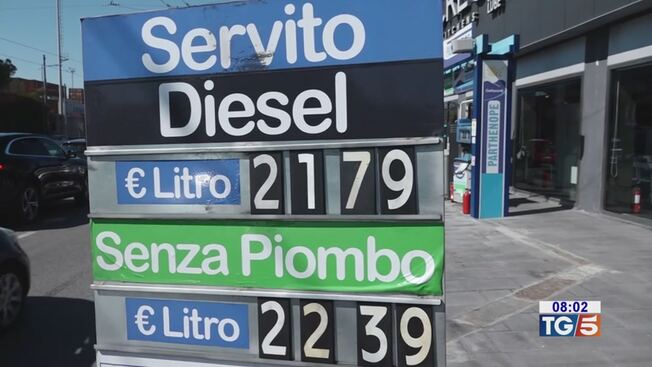 Servito
Diesel
€ Litro 2179
Senza Piombo
€ Litro 2239
PARTHENOPE
08:02
TG5